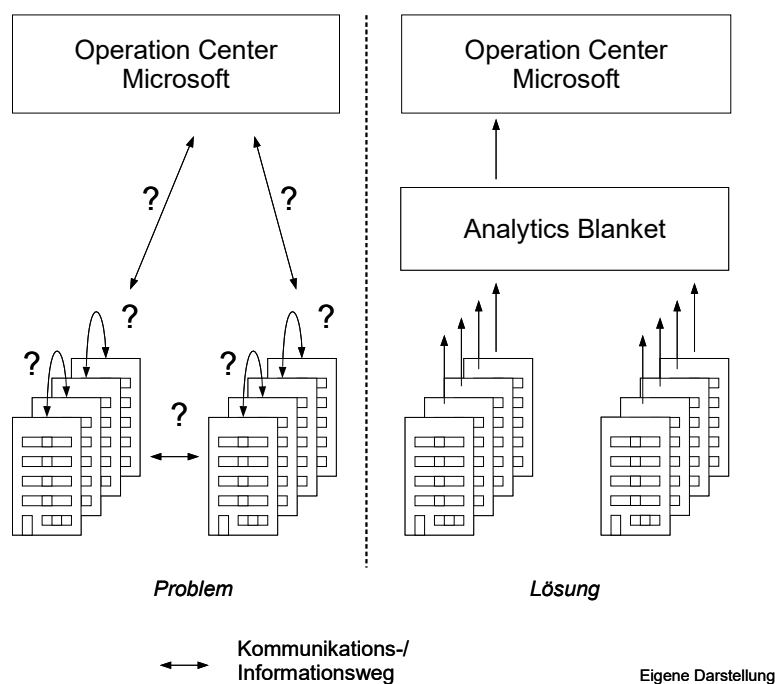 Operation Center
Microsoft
Operation Center
Microsoft
?
?
Analytics Blanket
?
?
?
?
?
Problem
Lösung
Kommunikations-/
Informationsweg
Eigene Darstellung